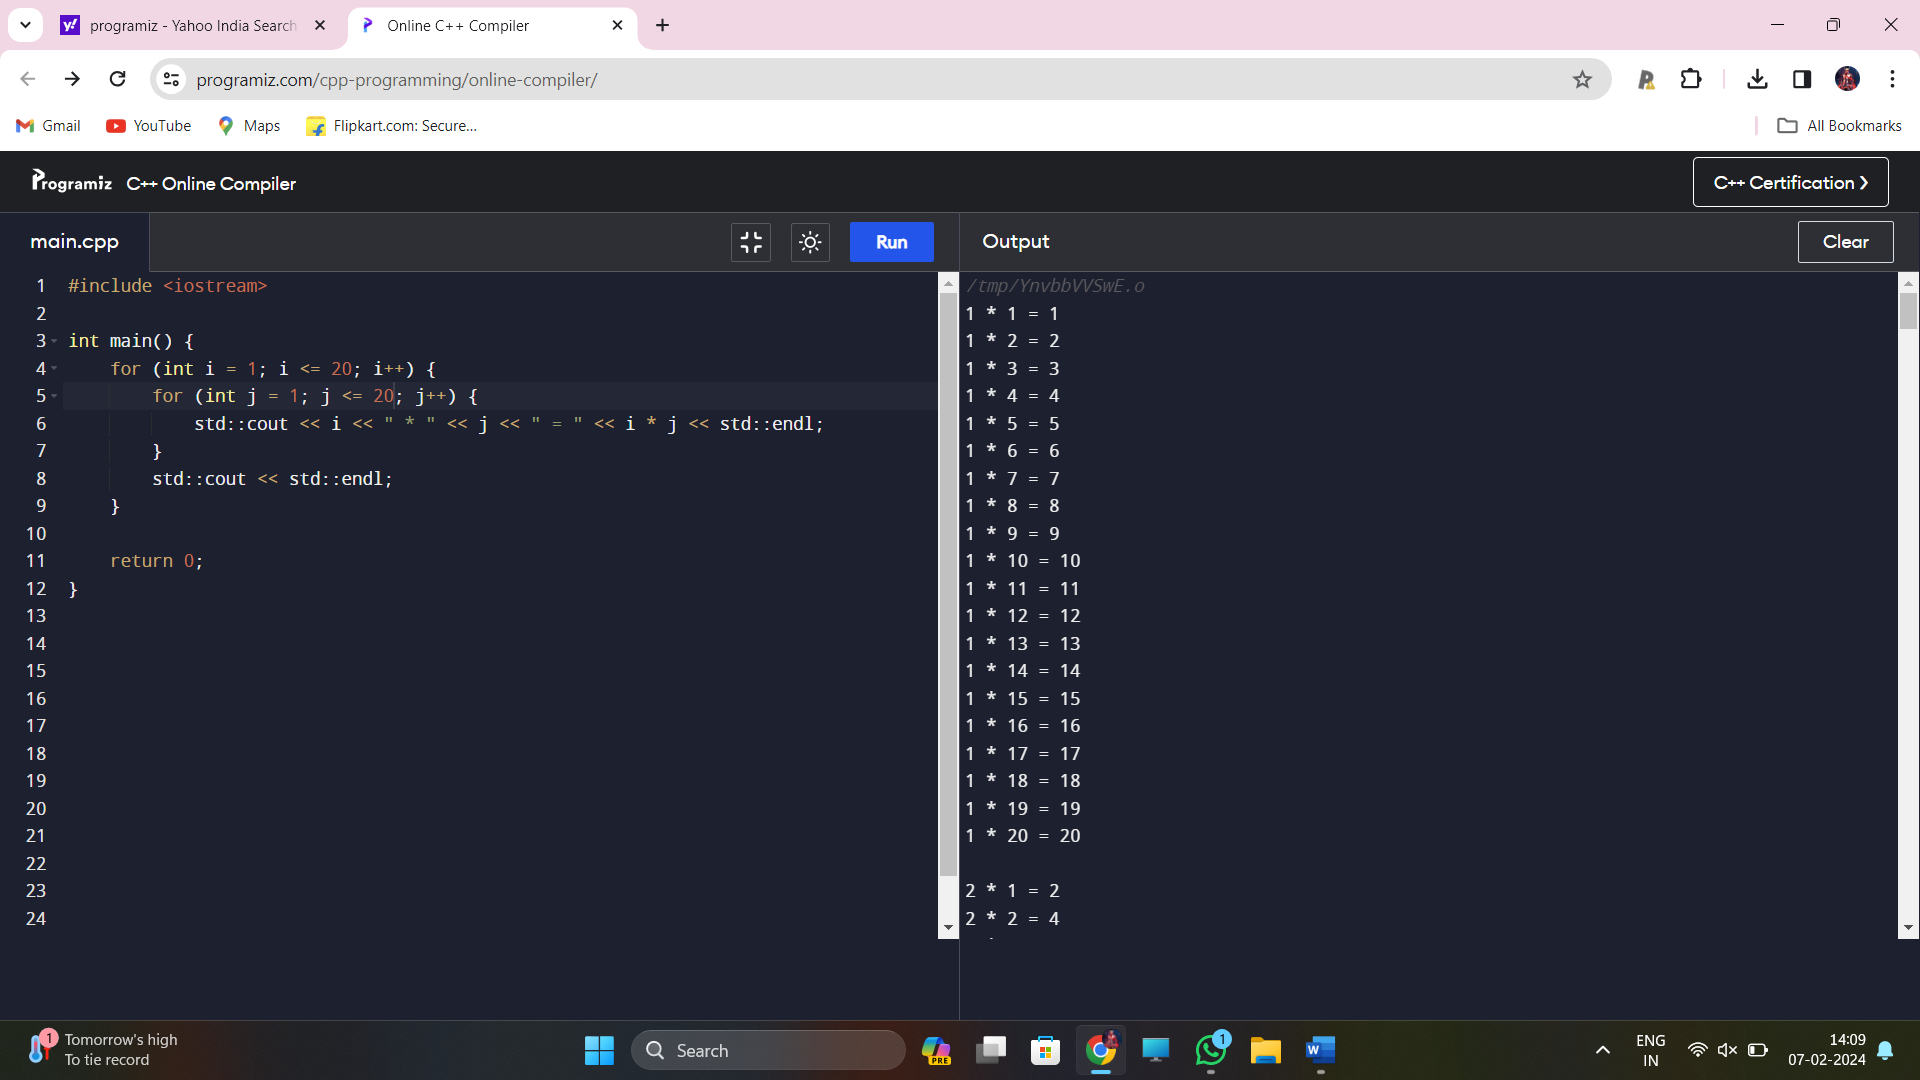 programiz - Yahoo India Search
Online C++ Compiler
programiz.com/cpp-programming/online-compiler/
Gmail
YouTube
Maps
Flipkart.com: Secure...
All Bookmarks
Programiz
C++ Online Compiler
C++ Certification ❯
main.cpp
Run
Output
Clear
1 #include <iostream>
2
3 int main() {
4     for (int i = 1; i <= 20; i++) {
5         for (int j = 1; j <= 20; j++) {
6             std::cout << i << " * " << j << " = " << i * j << std::endl;
7         }
8         std::cout << std::endl;
9     }
10
11     return 0;
12 }
13
14
15
16
17
18
19
20
21
22
23
24
/tmp/YnvbbVVSwE.o
1 * 1 = 1
1 * 2 = 2
1 * 3 = 3
1 * 4 = 4
1 * 5 = 5
1 * 6 = 6
1 * 7 = 7
1 * 8 = 8
1 * 9 = 9
1 * 10 = 10
1 * 11 = 11
1 * 12 = 12
1 * 13 = 13
1 * 14 = 14
1 * 15 = 15
1 * 16 = 16
1 * 17 = 17
1 * 18 = 18
1 * 19 = 19
1 * 20 = 20
2 * 1 = 2
2 * 2 = 4
1
Tomorrow's high
To tie record
Search
PRE
1
W
ENG
IN
14:09
07-02-2024